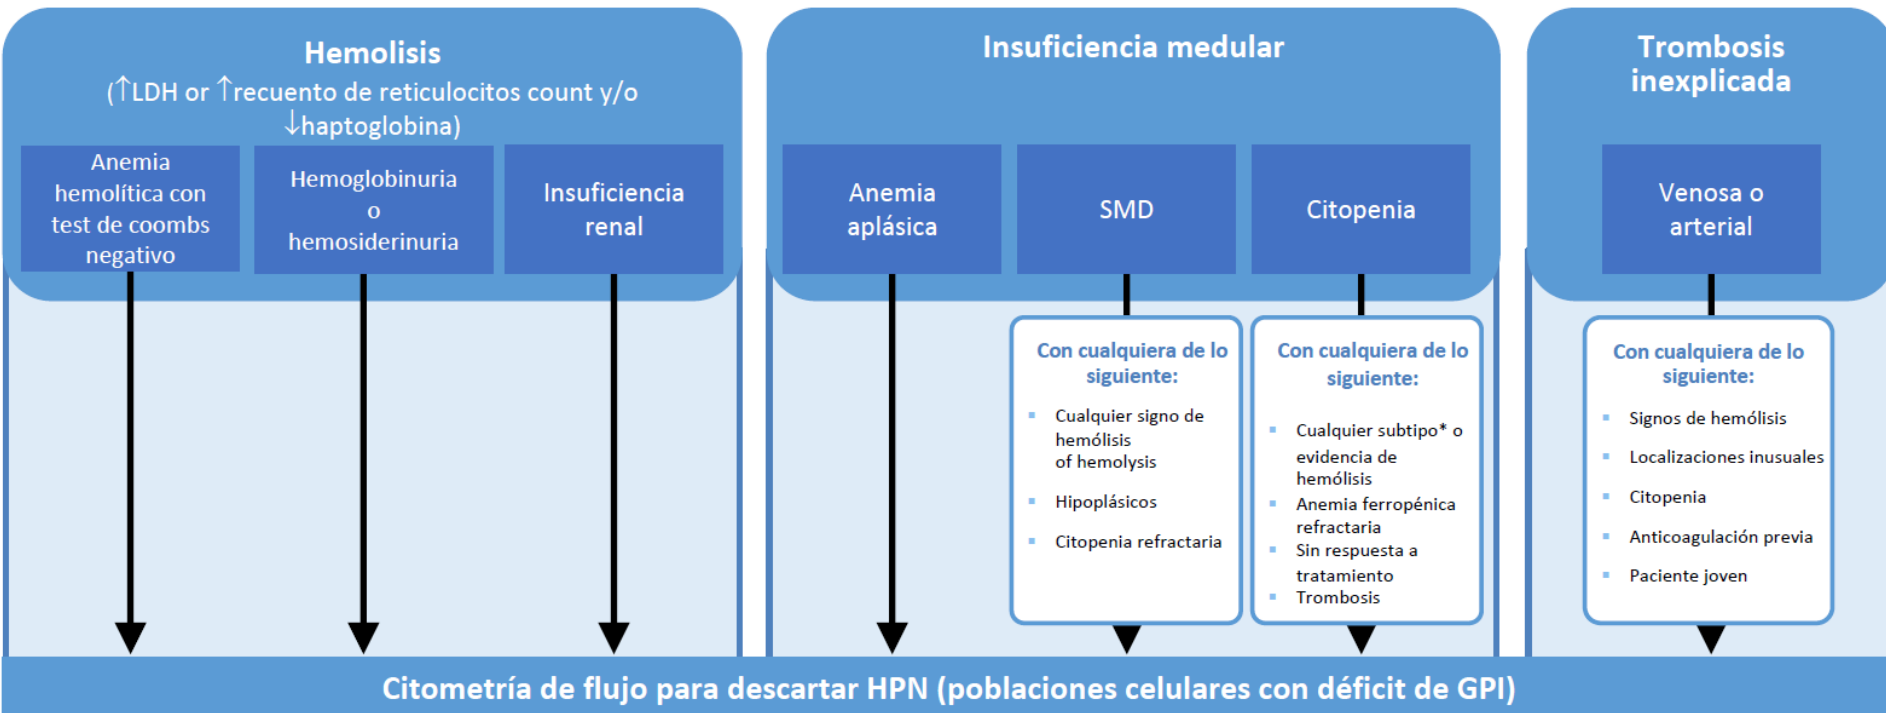 Hemolisis
(↑LDH or ↑recuento de reticulocitos count y/o
↓haptoglobina)
Anemia
hemolítica con
test de coombs
negativo
Hemoglobinuria
o
hemosiderinuria
Insuficiencia
renal
Insuficiencia medular
Anemia
aplásica
SMD
Con cualquiera de lo
siguiente:
▪ Cualquier signo de
hemólisis
of hemolysis
▪ Hipoplásicos
▪ Citopenia refractaria
Citopenia
Con cualquiera de lo
siguiente:
▪ Cualquier subtipo* o
evidencia de
hemólisis
▪ Anemia ferropénica
refractaria
▪ Sin respuesta a
tratamiento
▪ Trombosis
Trombosis
inexplicada
Venosa o
arterial
Con cualquiera de lo
siguiente:
▪ Signos de hemólisis
▪ Localizaciones inusuales
▪ Citopenia
▪ Anticoagulación previa
▪ Paciente joven
Citometría de flujo para descartar HPN (poblaciones celulares con déficit de GPI)